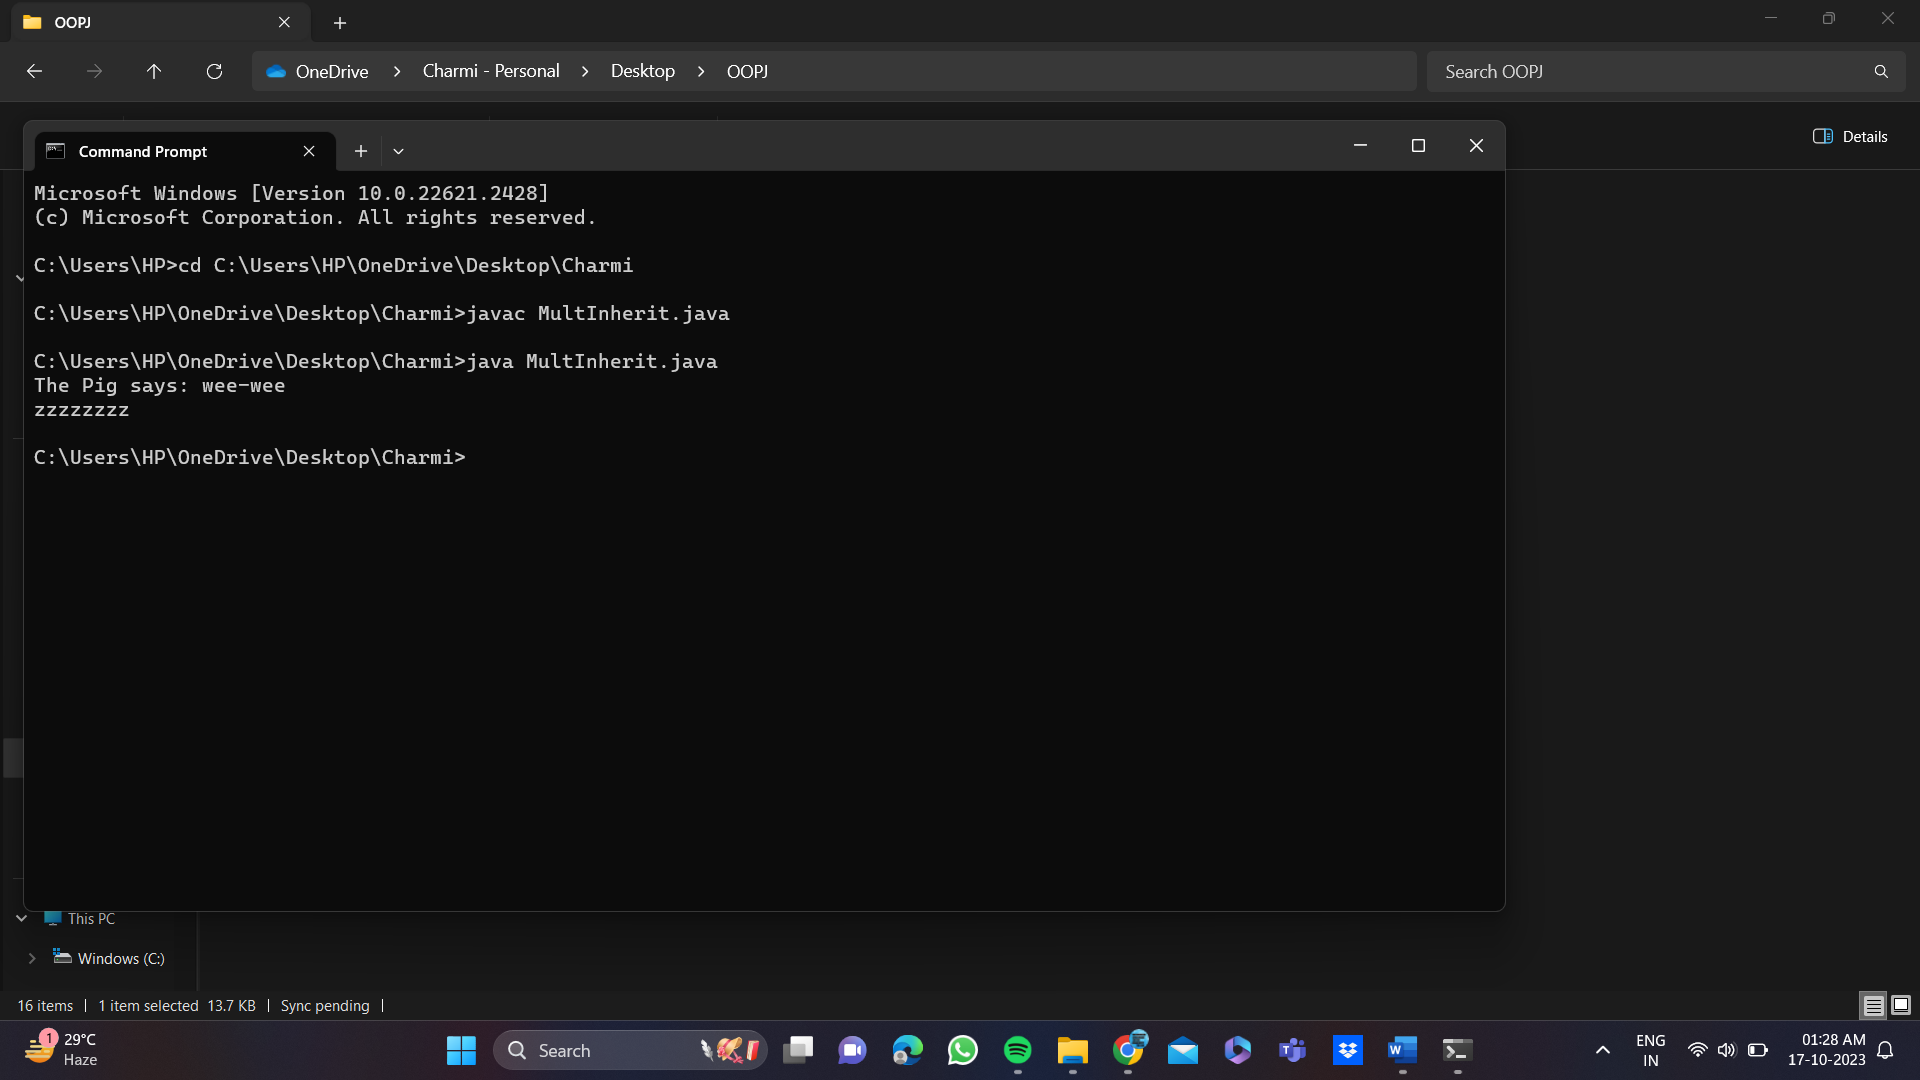 OOPJ
OneDrive > Charmi - Personal > Desktop > OOPJ
Search OOPJ
Details
Command Prompt
Microsoft Windows [Version 10.0.22621.2428]
(c) Microsoft Corporation. All rights reserved.
C:\Users\HP>cd C:\Users\HP\OneDrive\Desktop\Charmi
C:\Users\HP\OneDrive\Desktop\Charmi>javac MultInherit.java
C:\Users\HP\OneDrive\Desktop\Charmi>java MultInherit.java
The Pig says: wee-wee
zzzzzzzz
C:\Users\HP\OneDrive\Desktop\Charmi>
This PC
Windows (C:)
16 items | 1 item selected 13.7 KB | Sync pending |
1
29°C
Haze
Search
ENG
IN
01:28 AM
17-10-2023